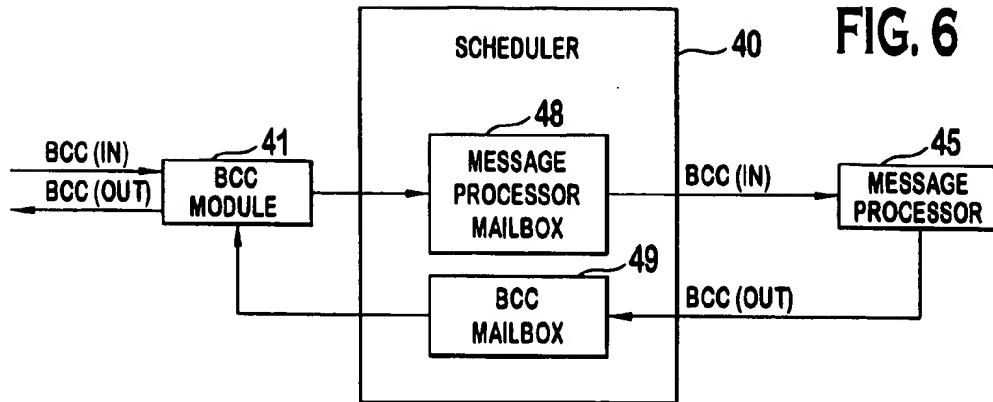 FIG. 6
SCHEDULER
40
48
41
45
BCC (IN)
BCC (OUT)
BCC
MODULE
MESSAGE
PROCESSOR
MAILBOX
BCC (IN)
MESSAGE
PROCESSOR
49
BCC
MAILBOX
BCC (OUT)